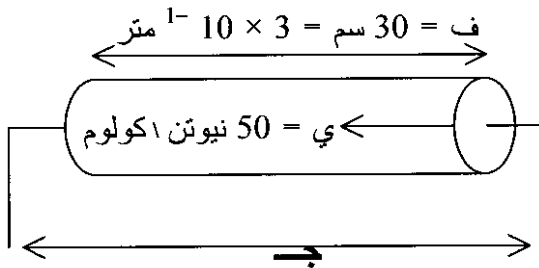 ف = 30 سم = 3 × 10 ⁻¹ متر
ي = 50 نيوتن \ كولوم
جـ